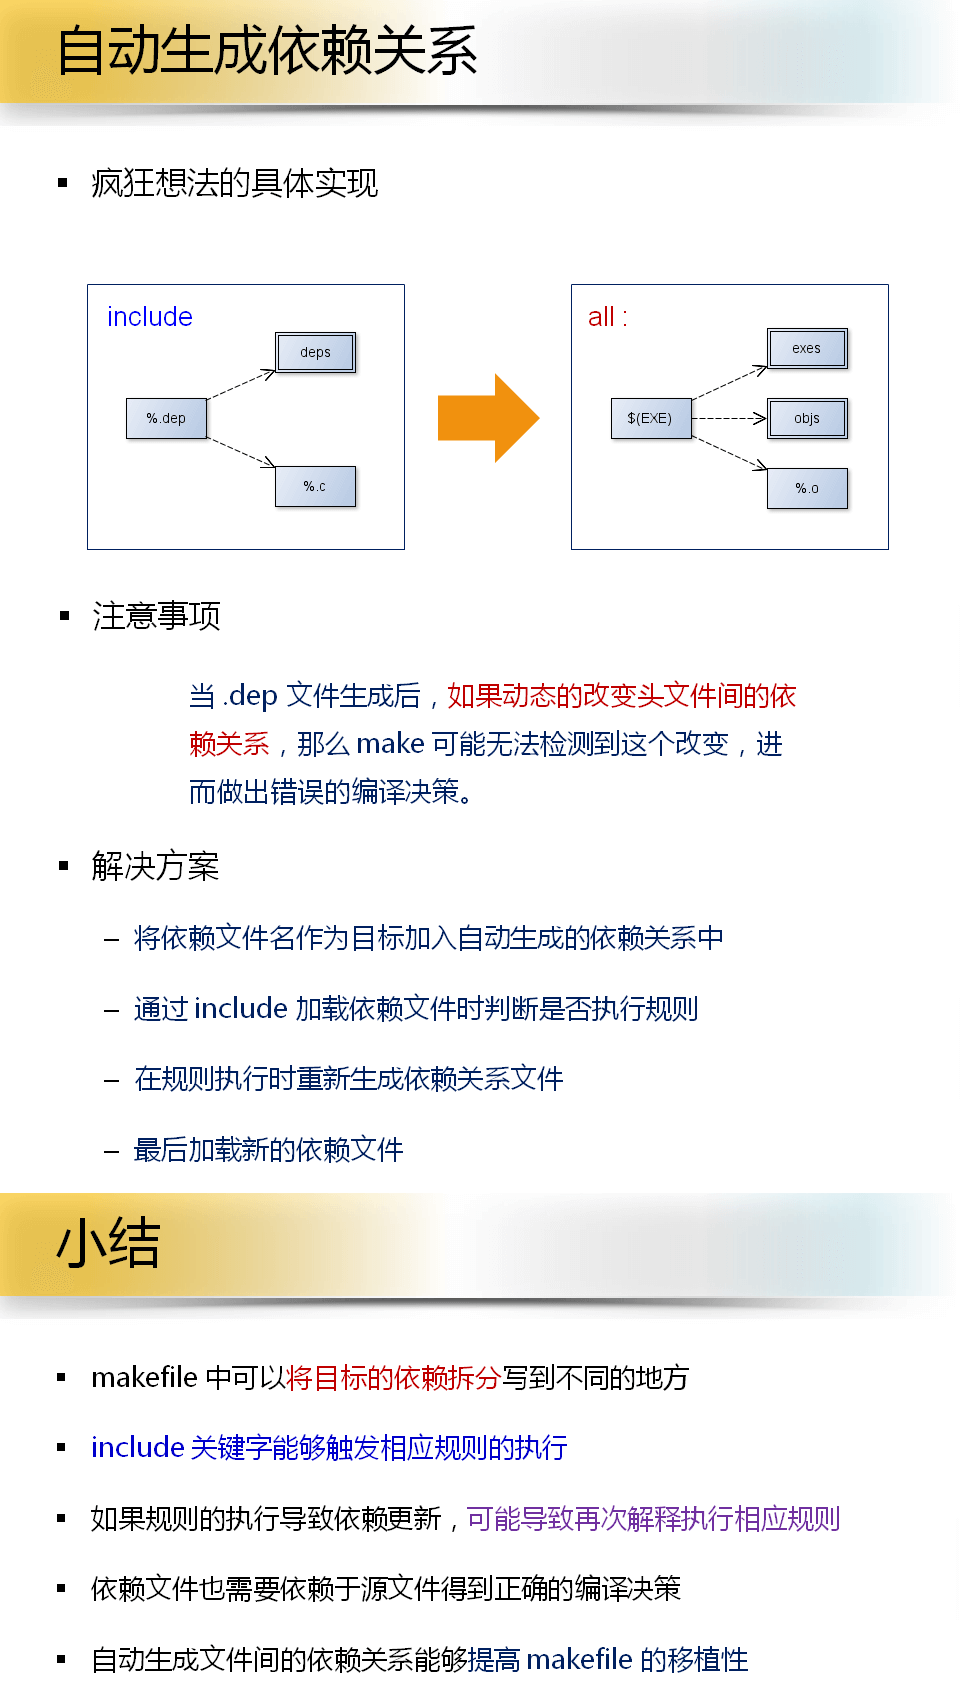 自动生成依赖关系
▪ 疯狂想法的具体实现
include
deps
%.dep
%.c
all :
exes
$(EXE)
objs
%.o
▪ 注意事项
当 .dep 文件生成后，如果动态的改变头文件间的依
赖关系，那么 make 可能无法检测到这个改变，进
而做出错误的编译决策。
▪ 解决方案
– 将依赖文件名作为目标加入自动生成的依赖关系中
– 通过 include 加载依赖文件时判断是否执行规则
– 在规则执行时重新生成依赖关系文件
– 最后加载新的依赖文件
小结
▪ makefile 中可以将目标的依赖拆分写到不同的地方
▪ include 关键字能够触发相应规则的执行
▪ 如果规则的执行导致依赖更新，可能导致再次解释执行相应规则
▪ 依赖文件也需要依赖于源文件得到正确的编译决策
▪ 自动生成文件间的依赖关系能够提高 makefile 的移植性